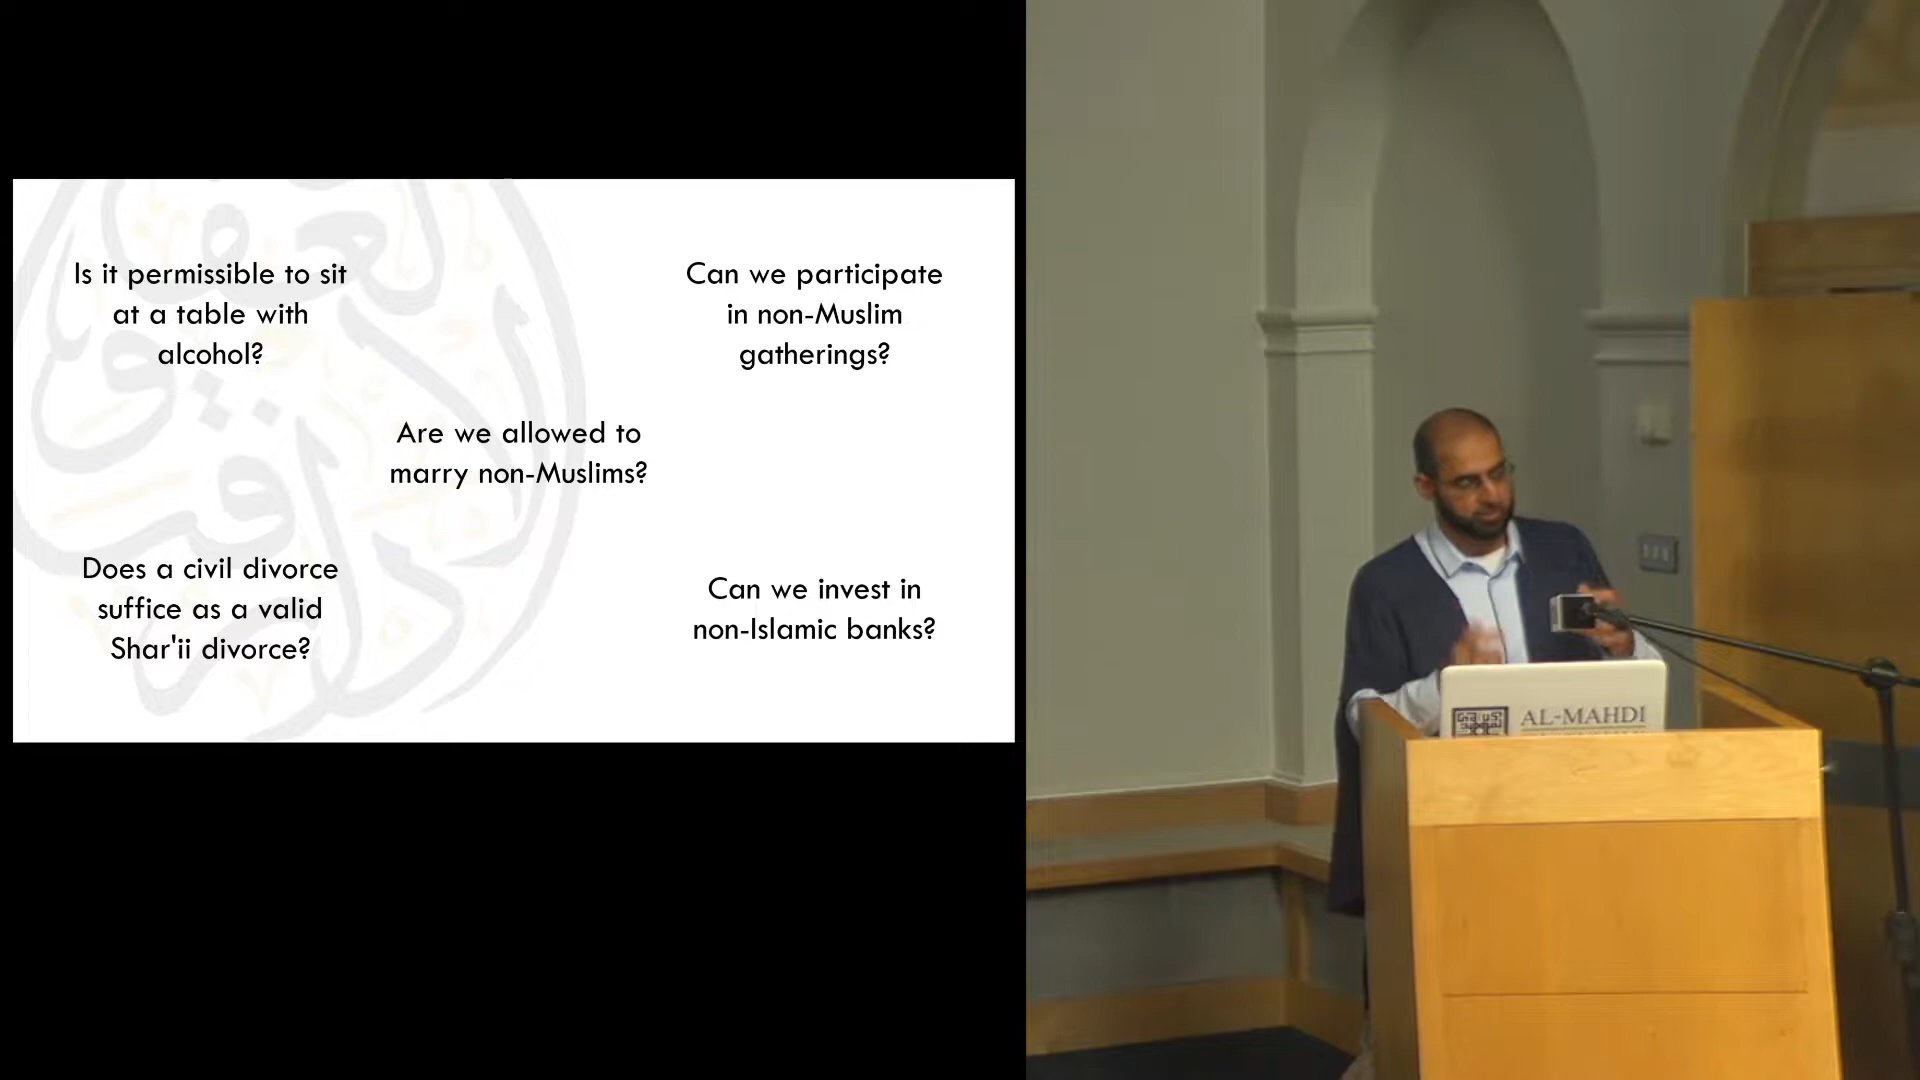 Is it permissible to sit
at a table with
alcohol?
Can we participate
in non-Muslim
gatherings?
Are we allowed to
marry non-Muslims?
Does a civil divorce
suffice as a valid
Shar'ii divorce?
Can we invest in
non-Islamic banks?
AL-MAHDI